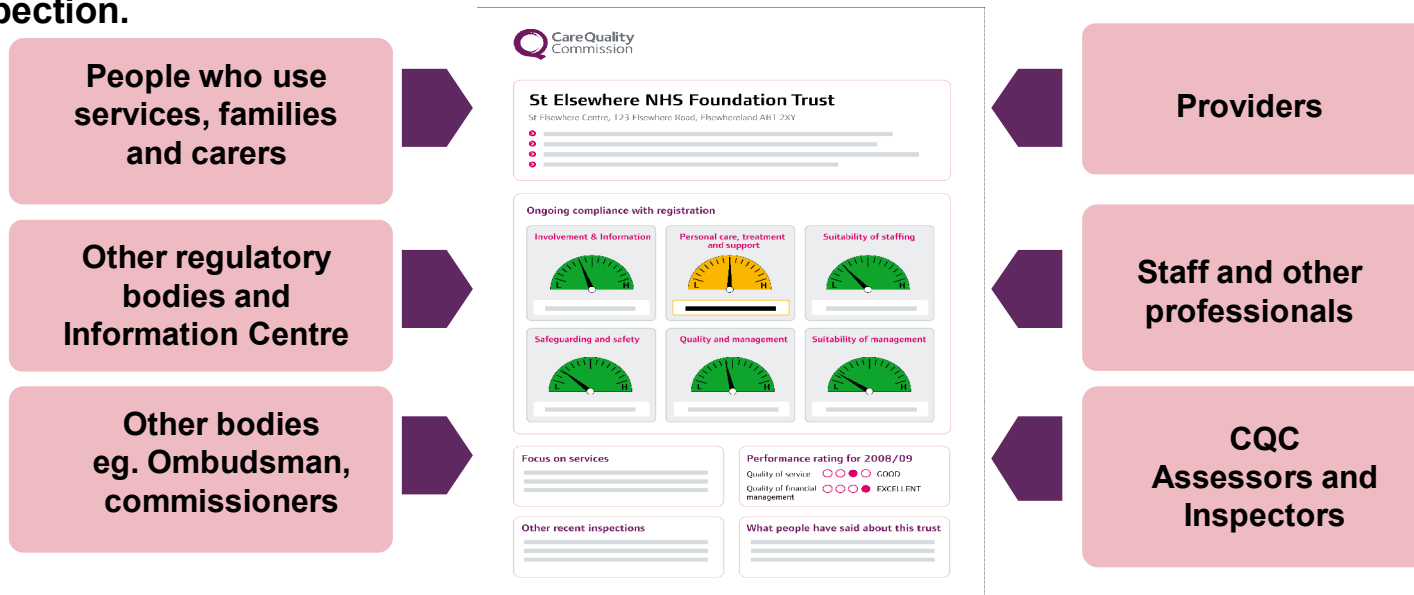 pection.
People who use
services, families
and carers
Other regulatory
bodies and
Information Centre
Other bodies
eg. Ombudsman,
commissioners
CareQuality
Commission
St Elsewhere NHS Foundation Trust
St Elsewhere Centre, 123 Elsewhere Road, Elsewhereland AB1 2XY
Ongoing compliance with registration
Involvement & Information
L H
Personal care, treatment
and support
L H
Suitability of staffing
L H
Safeguarding and safety
L H
Quality and management
L H
Suitability of management
L H
Focus on services
Performance rating for 2008/09
Quality of service GOOD
Quality of financial EXCELLENT
management
Other recent inspections
What people have said about this trust
Providers
Staff and other
professionals
CQC
Assessors and
Inspectors